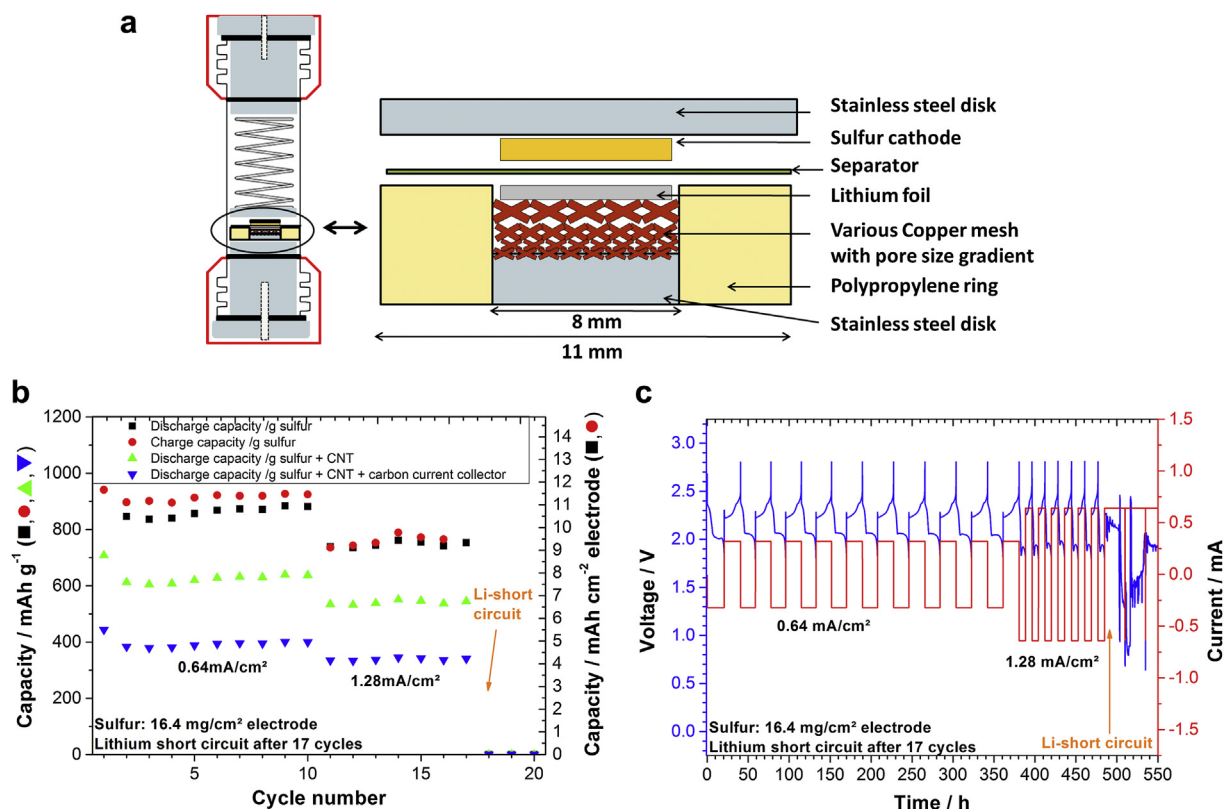 a
Stainless steel disk
Sulfur cathode
Separator
Lithium foil
Various Copper mesh
with pore size gradient
Polypropylene ring
Stainless steel disk
8 mm
11 mm
b
Capacity / mAh g⁻¹ (■, ●, ▲, ▼)
1200
1000
800
600
400
200
0
Discharge capacity /g sulfur
Charge capacity /g sulfur
Discharge capacity /g sulfur + CNT
Discharge capacity /g sulfur + CNT + carbon current collector
Li-short
circuit
0.64mA/cm²
1.28mA/cm²
Sulfur: 16.4 mg/cm² electrode
Lithium short circuit after 17 cycles
5
10
15
20
Cycle number
14
13
12
11
10
9
8
7
6
5
4
3
2
1
0
Capacity / mAh cm⁻² electrode (■, ●)
c
Voltage / V
3.0
2.5
2.0
1.5
1.0
0.5
0.0
0.64 mA/cm²
1.28 mA/cm²
Sulfur: 16.4 mg/cm² electrode
Lithium short circuit after 17 cycles
Li-short circuit
0 50 100 150 200 250 300 350 400 450 500 550
Time / h
1.5
1.0
0.5
0.0
-0.5
-1.0
-1.5
Current / mA